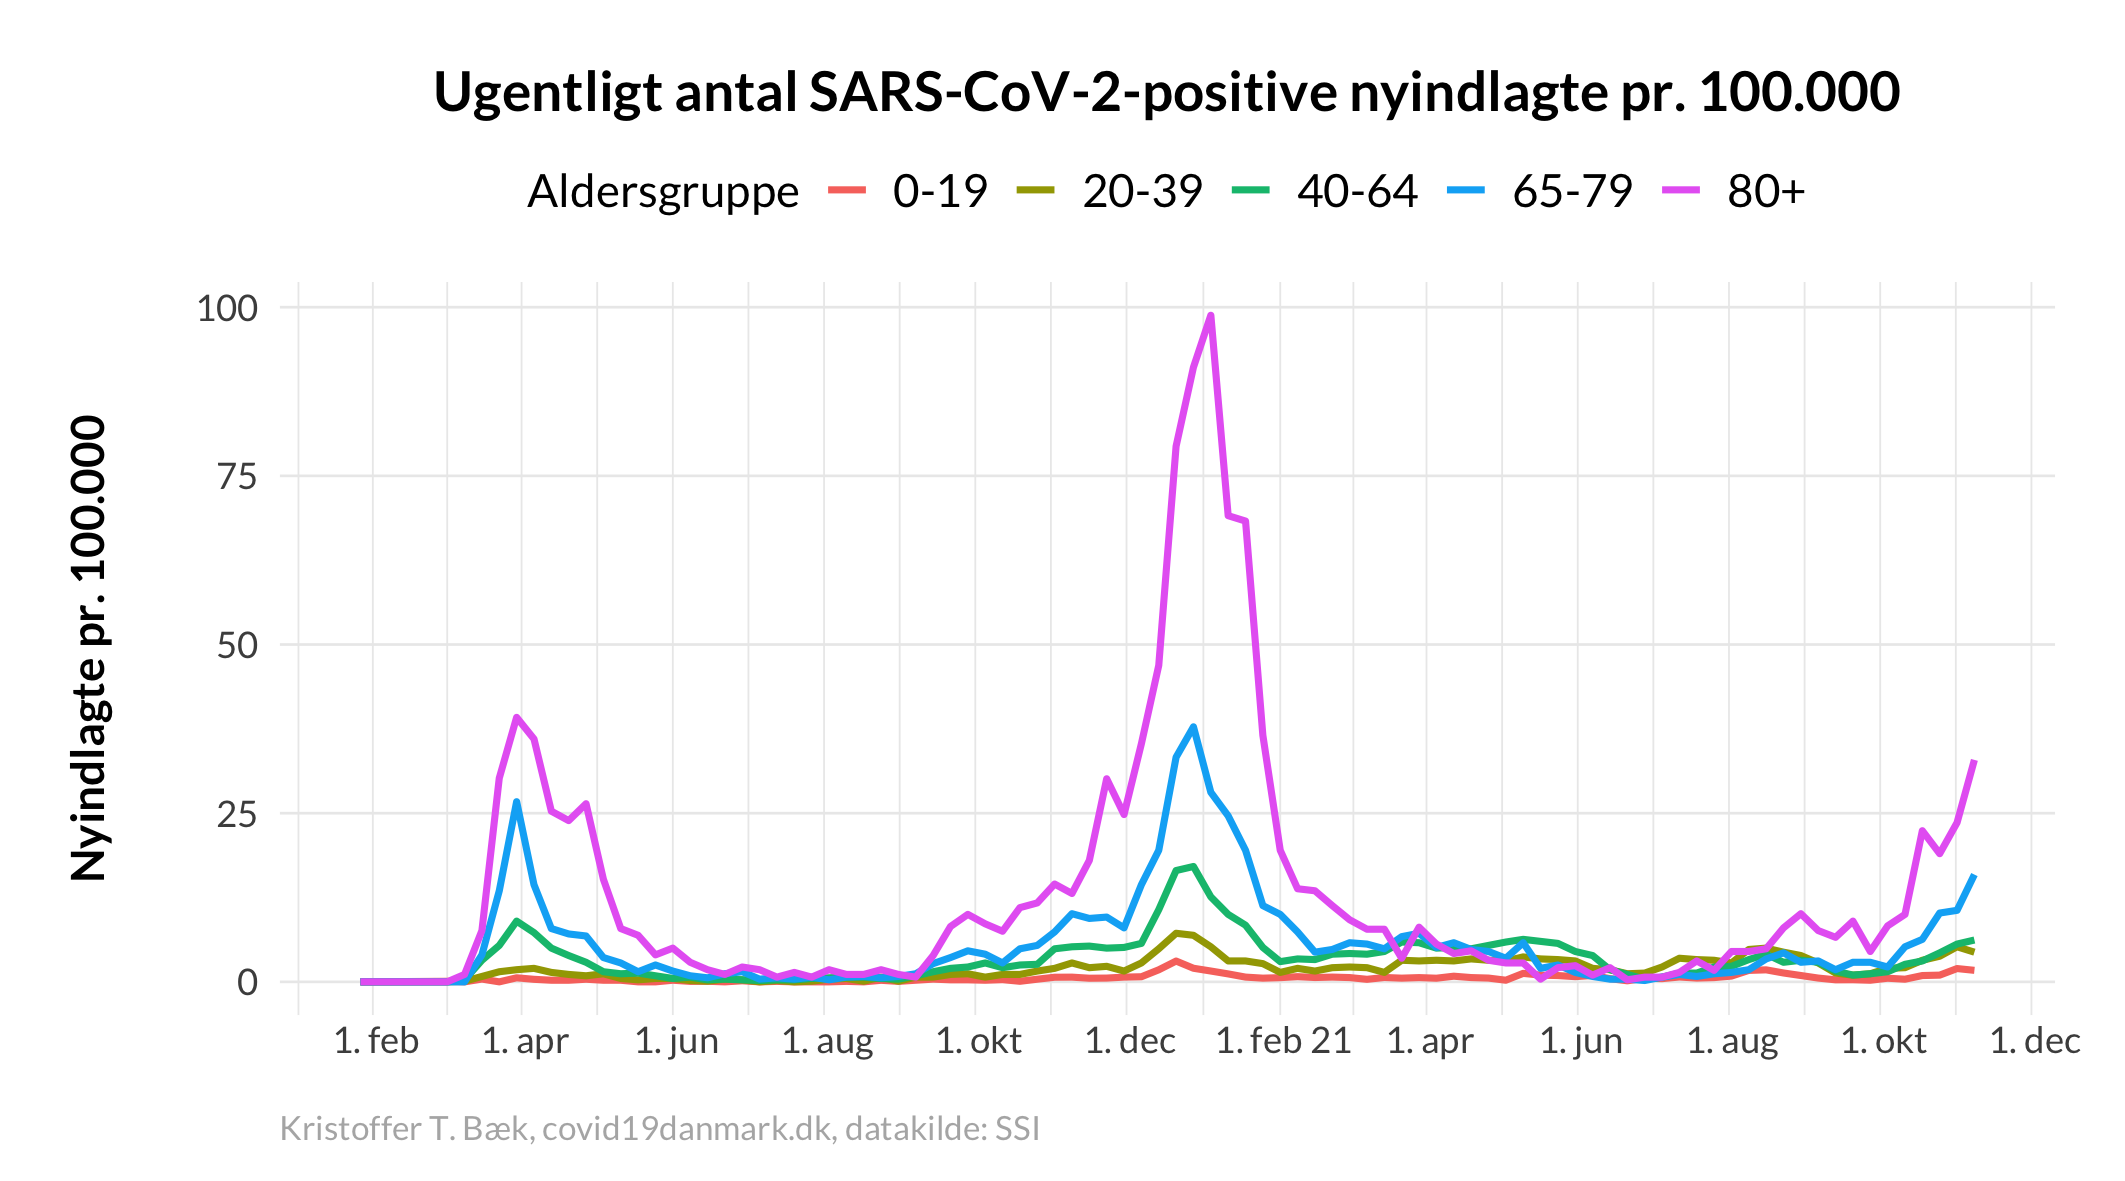 Ugentligt antal SARS-CoV-2-positive nyindlagte pr. 100.000
Aldersgruppe 0-19 20-39 40-64 65-79 80+
Nyindlagte pr. 100.000
100
75
50
25
0
1. feb 1. apr 1. jun 1. aug 1. okt 1. dec 1. feb 21 1. apr 1. jun 1. aug 1. okt 1. dec
Kristoffer T. Bæk, covid19danmark.dk, datakilde: SSI